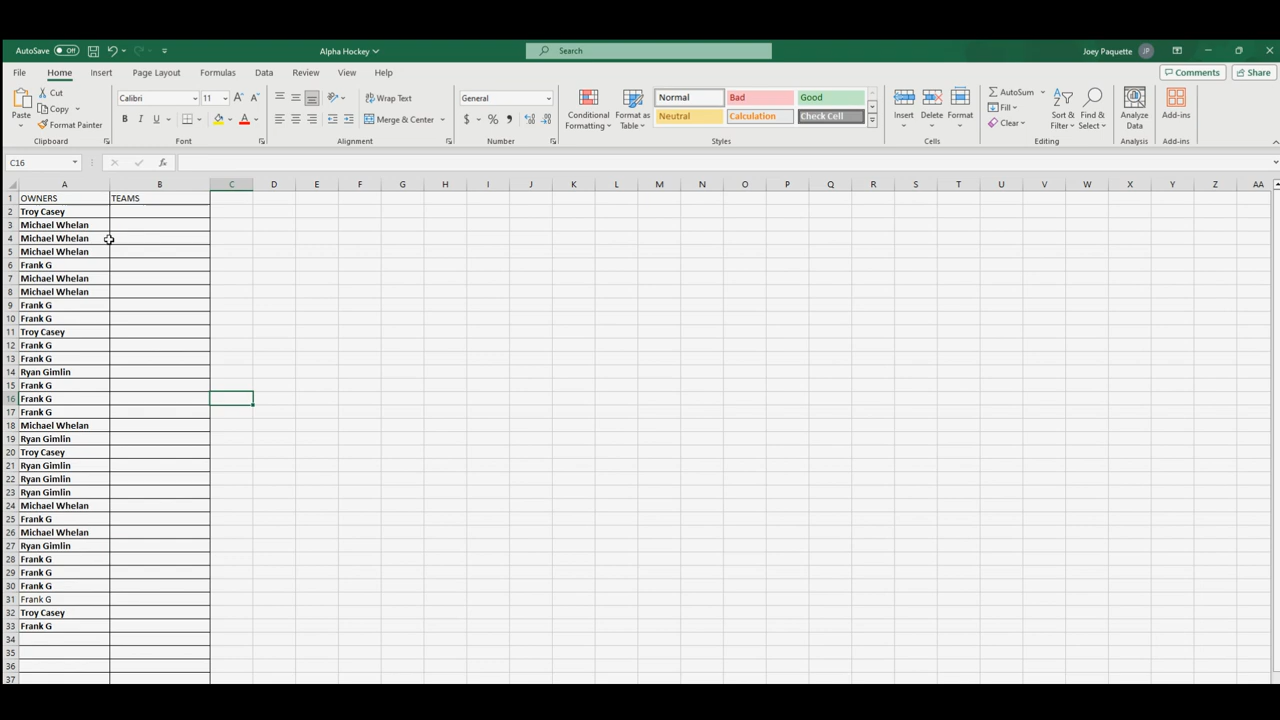 AutoSave Off Alpha Hockey Search Joey Paquette JP
File Home Insert Page Layout Formulas Data Review View Help Comments Share
Paste Cut Copy Format Painter Clipboard
Calibri 11 A A B I U A Font
Wrap Text Merge & Center Alignment
General $ % 9 Number
Conditional Formatting Format as Table
Normal Bad Good
Neutral Calculation Check Cell
Styles
Insert Delete Format Cells
AutoSum Fill Clear Sort & Filter Find & Select Editing
Analyze Data Analysis
Add-ins Add-ins
C16 fx
A B C D E F G H I J K L M N O P Q R S T U V W X Y Z AA
1 OWNERS TEAMS
2 Troy Casey
3 Michael Whelan
4 Michael Whelan
5 Michael Whelan
6 Frank G
7 Michael Whelan
8 Michael Whelan
9 Frank G
10 Frank G
11 Troy Casey
12 Frank G
13 Frank G
14 Ryan Gimlin
15 Frank G
16 Frank G
17 Frank G
18 Michael Whelan
19 Ryan Gimlin
20 Troy Casey
21 Ryan Gimlin
22 Ryan Gimlin
23 Ryan Gimlin
24 Michael Whelan
25 Frank G
26 Michael Whelan
27 Ryan Gimlin
28 Frank G
29 Frank G
30 Frank G
31 Frank G
32 Troy Casey
33 Frank G
34
35
36
37